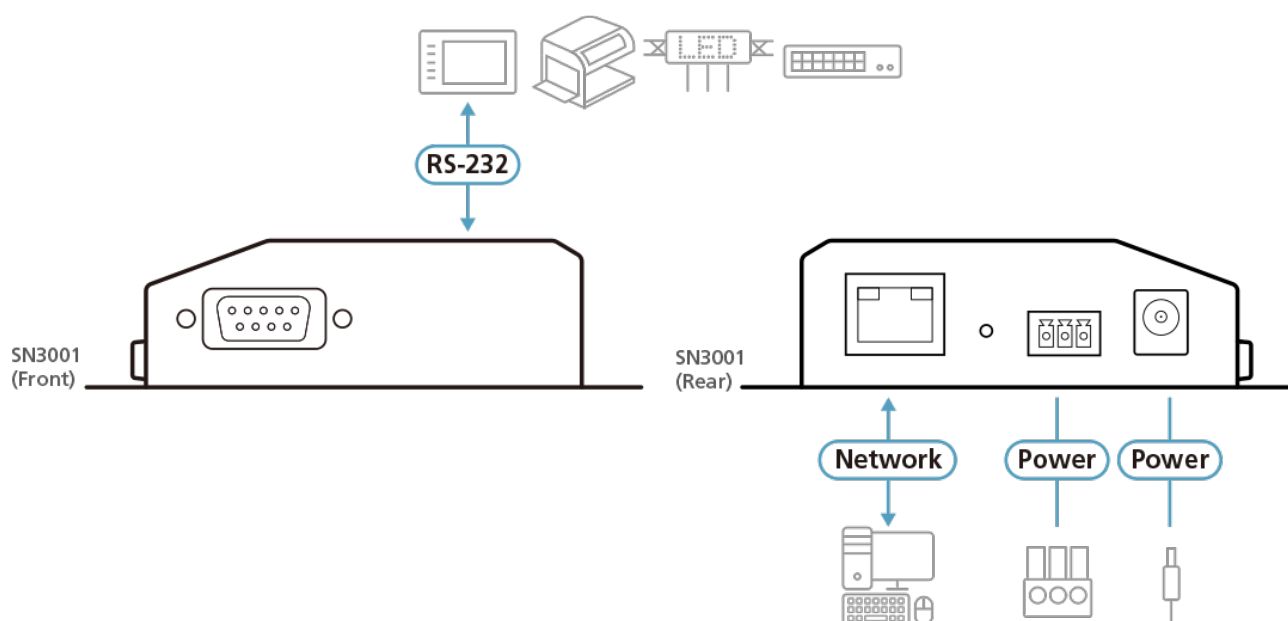 LED
RS-232
SN3001
(Front)
SN3001
(Rear)
Network
Power
Power